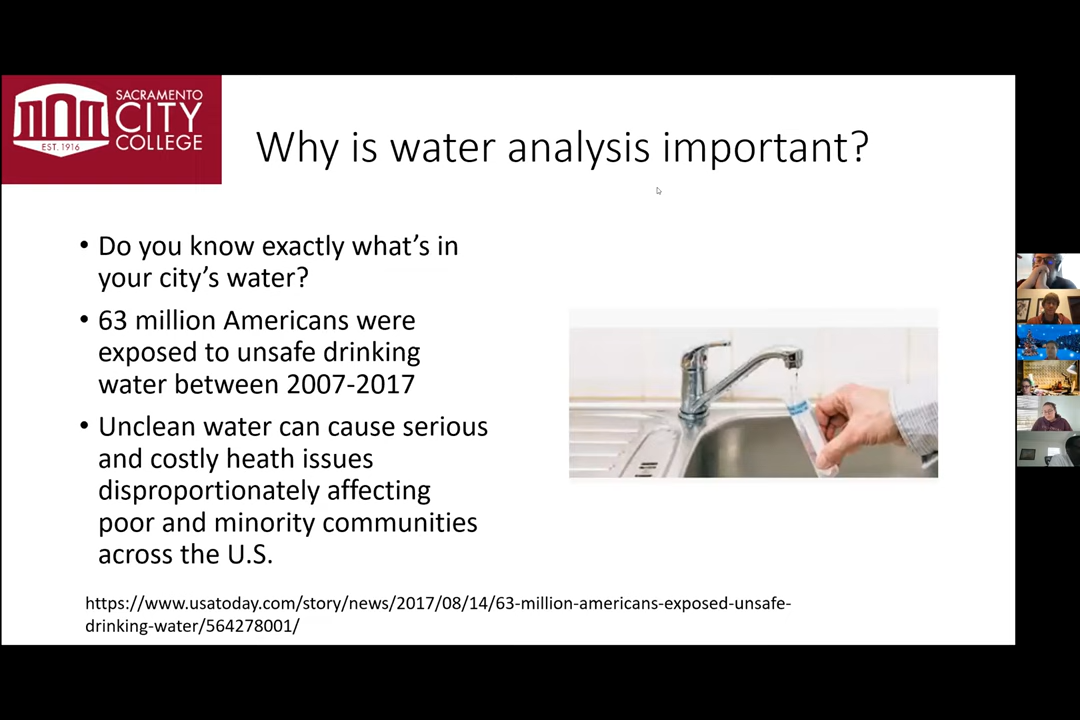 SACRAMENTO
CITY
COLLEGE
EST. 1916
Why is water analysis important?
• Do you know exactly what's in
your city's water?
• 63 million Americans were
exposed to unsafe drinking
water between 2007-2017
• Unclean water can cause serious
and costly heath issues
disproportionately affecting
poor and minority communities
across the U.S.
https://www.usatoday.com/story/news/2017/08/14/63-million-americans-exposed-unsafe-
drinking-water/564278001/